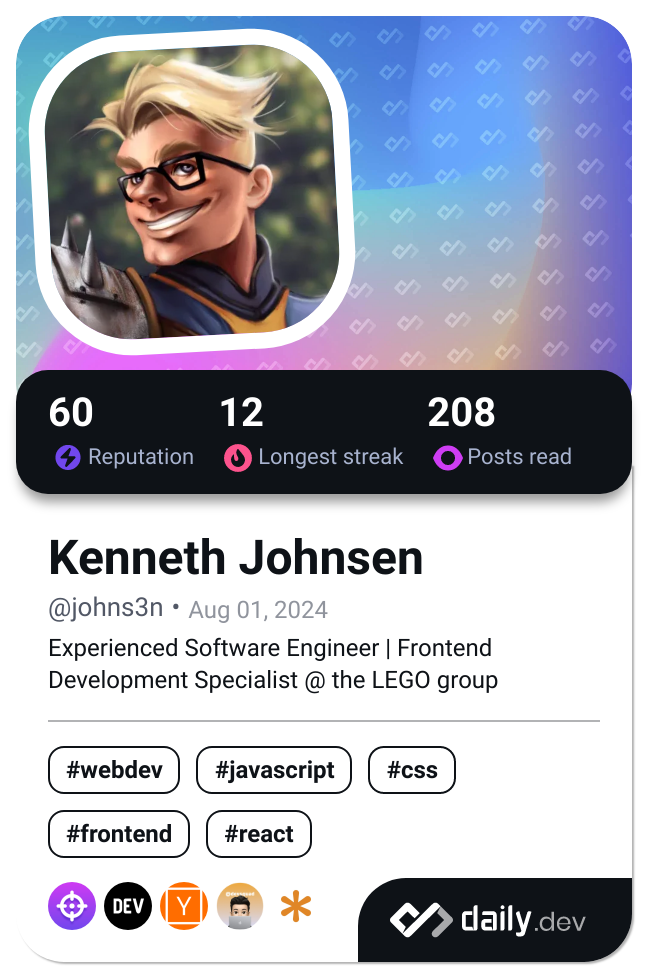 60 12 208
Reputation Longest streak Posts read
Kenneth Johnsen
@johns3n • Aug 01, 2024
Experienced Software Engineer | Frontend
Development Specialist @ the LEGO group
#webdev #javascript #css
#frontend #react
DEV Y
daily.dev